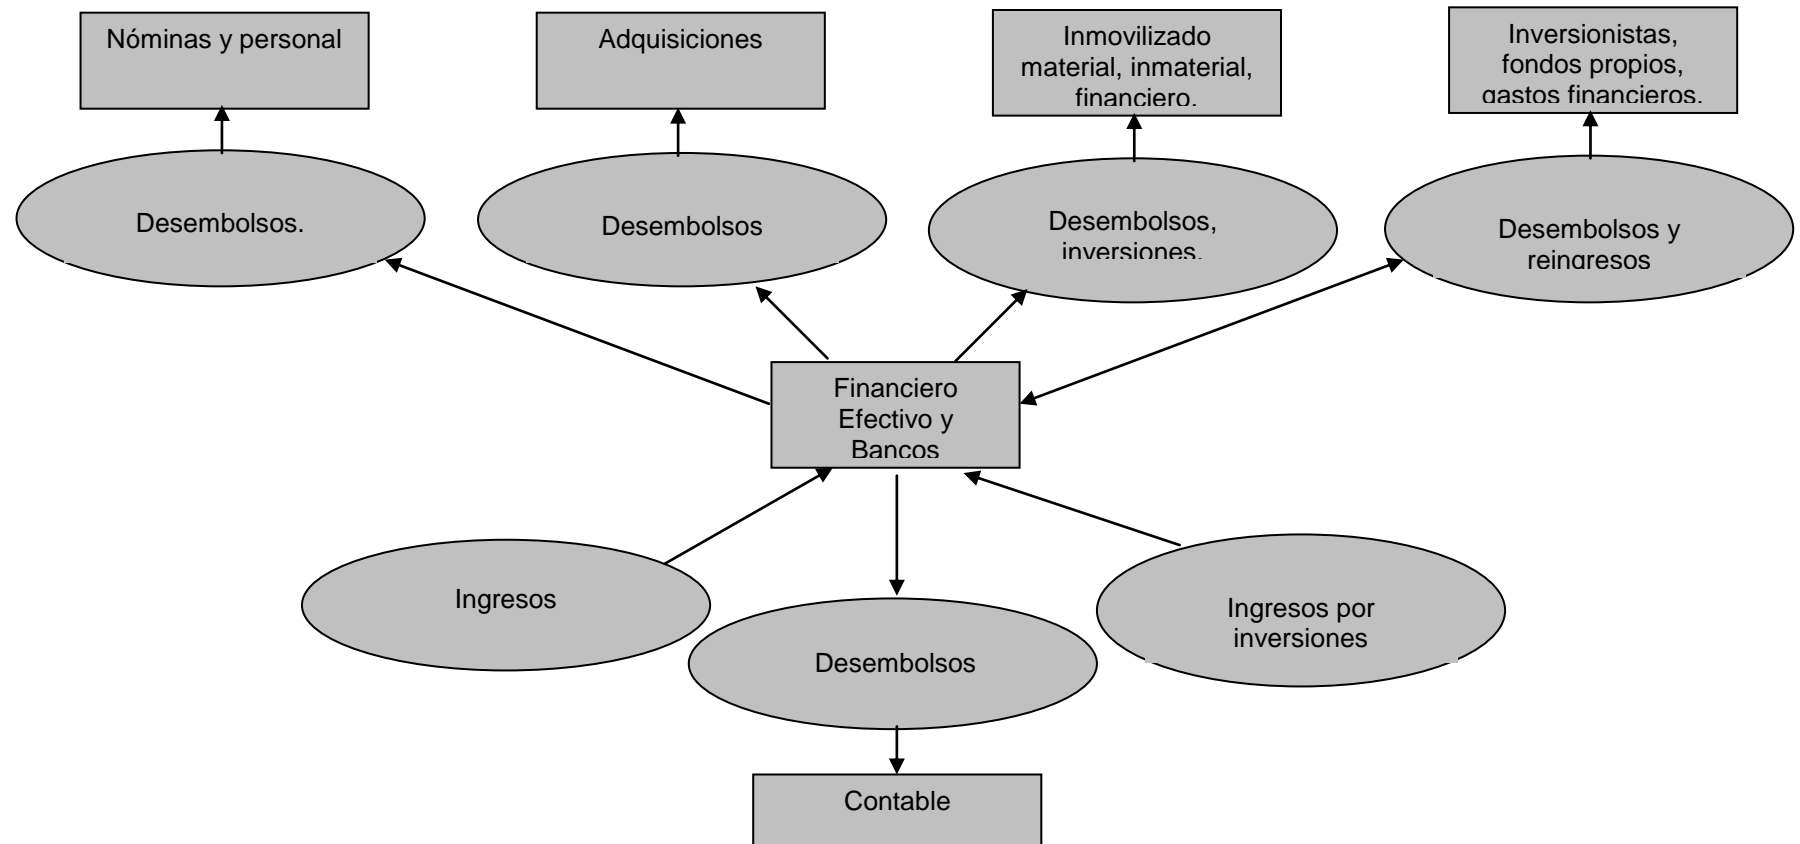 Nóminas y personal
Adquisiciones
Inmovilizado
material, inmaterial,
financiero.
Inversionistas,
fondos propios,
gastos financieros.
Desembolsos.
Desembolsos
Desembolsos,
inversiones.
Desembolsos y
reingresos
Financiero
Efectivo y
Bancos
Ingresos
Desembolsos
Ingresos por
inversiones
Contable